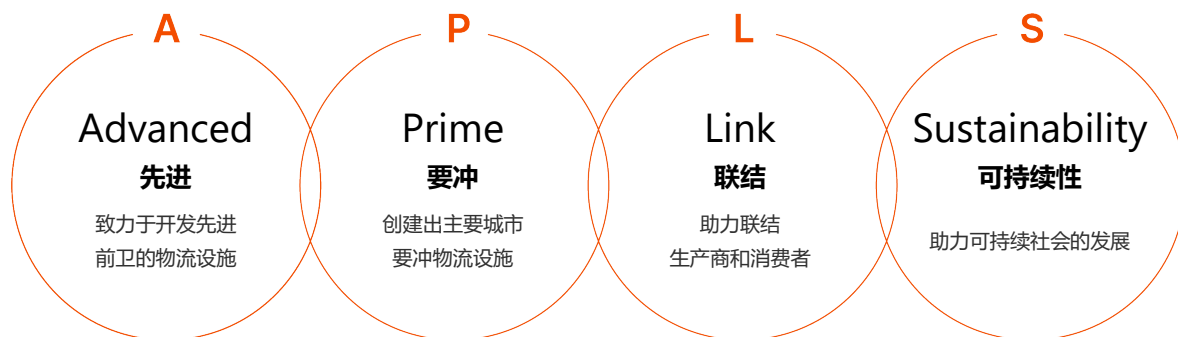 A
Advanced
先进
致力于开发先进
前卫的物流设施
P
Prime
要冲
创建出主要城市
要冲物流设施
L
Link
联结
助力联结
生产商和消费者
S
Sustainability
可持续性
助力可持续社会的发展